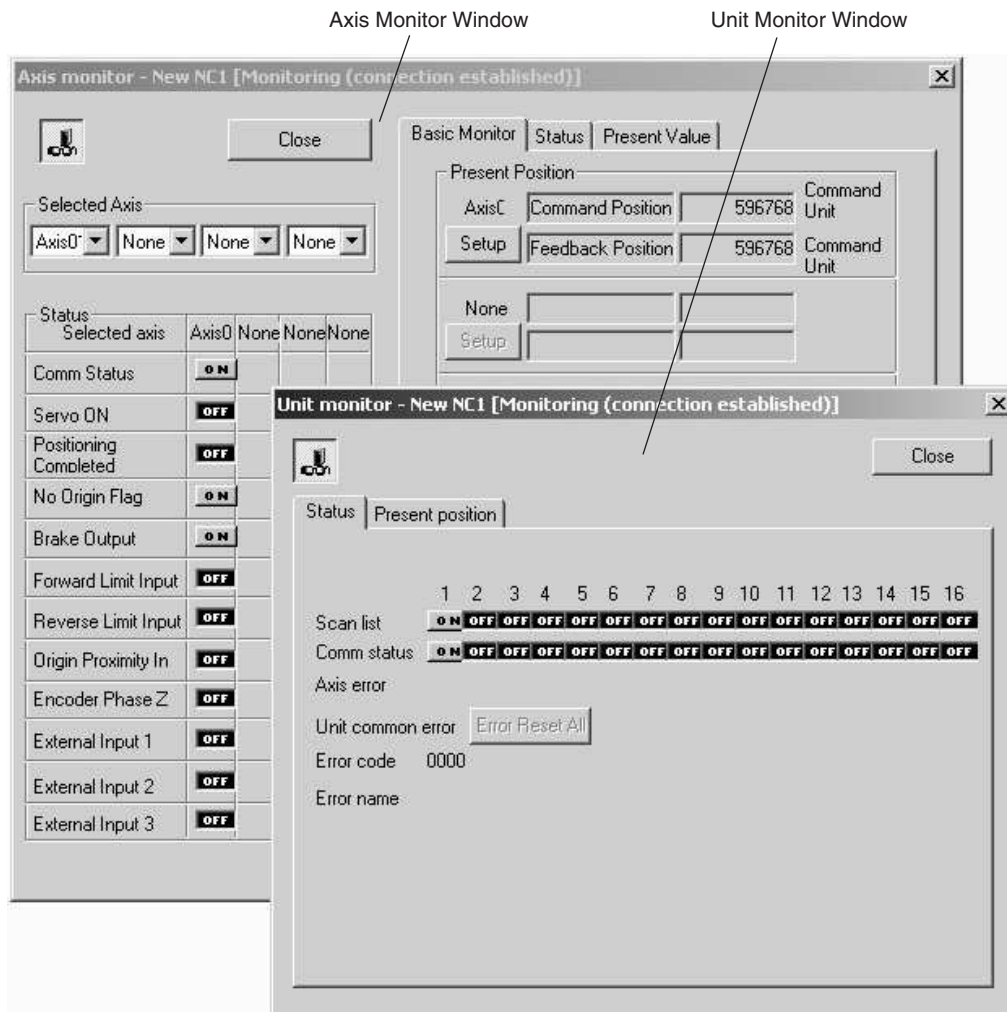 Axis Monitor Window
Unit Monitor Window
Axis monitor - New NC1 [Monitoring (connection established)]
Close
Basic Monitor Status Present Value
Present Position
AxisC Command Position 596768 Command Unit
Setup Feedback Position 596768 Command Unit
None
Setup
Selected Axis
Axis0 None None None
Status
Selected axis Axis0 None None None
Comm Status ON
Servo ON OFF
Positioning Completed OFF
No Origin Flag ON
Brake Output ON
Forward Limit Input OFF
Reverse Limit Input OFF
Origin Proximity In OFF
Encoder Phase Z OFF
External Input 1 OFF
External Input 2 OFF
External Input 3 OFF
Unit monitor - New NC1 [Monitoring (connection established)]
Close
Status Present position
1 2 3 4 5 6 7 8 9 10 11 12 13 14 15 16
Scan list ON OFF OFF OFF OFF OFF OFF OFF OFF OFF OFF OFF OFF OFF OFF OFF
Comm status ON OFF OFF OFF OFF OFF OFF OFF OFF OFF OFF OFF OFF OFF OFF OFF
Axis error
Unit common error Error Reset All
Error code 0000
Error name